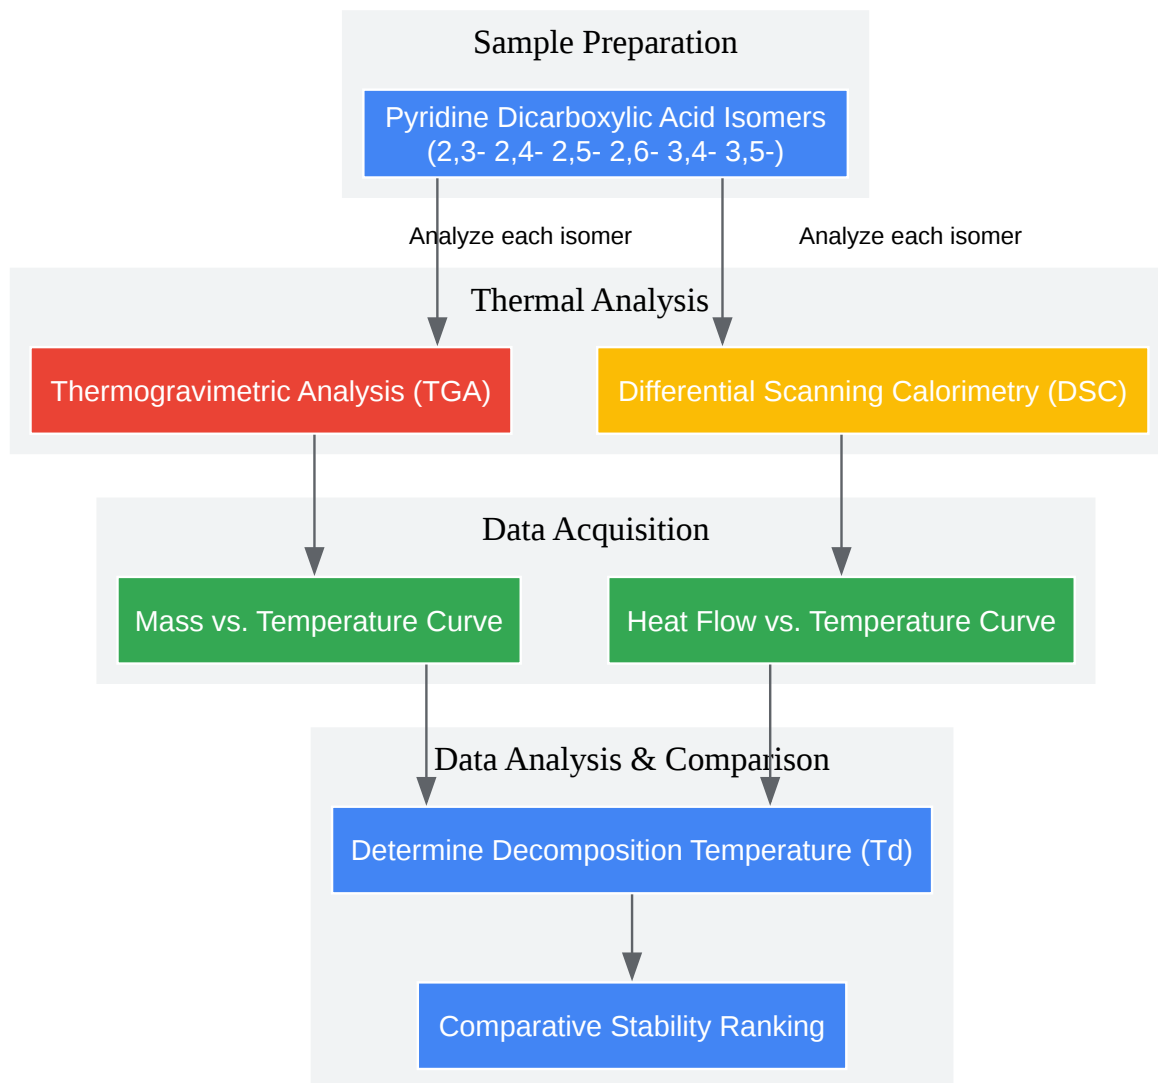 Sample Preparation
Pyridine Dicarboxylic Acid Isomers
(2,3- 2,4- 2,5- 2,6- 3,4- 3,5-)
Analyze each isomer
Analyze each isomer
Thermal Analysis
Thermogravimetric Analysis (TGA)
Differential Scanning Calorimetry (DSC)
Data Acquisition
Mass vs. Temperature Curve
Heat Flow vs. Temperature Curve
Data Analysis & Comparison
Determine Decomposition Temperature (Td)
Comparative Stability Ranking